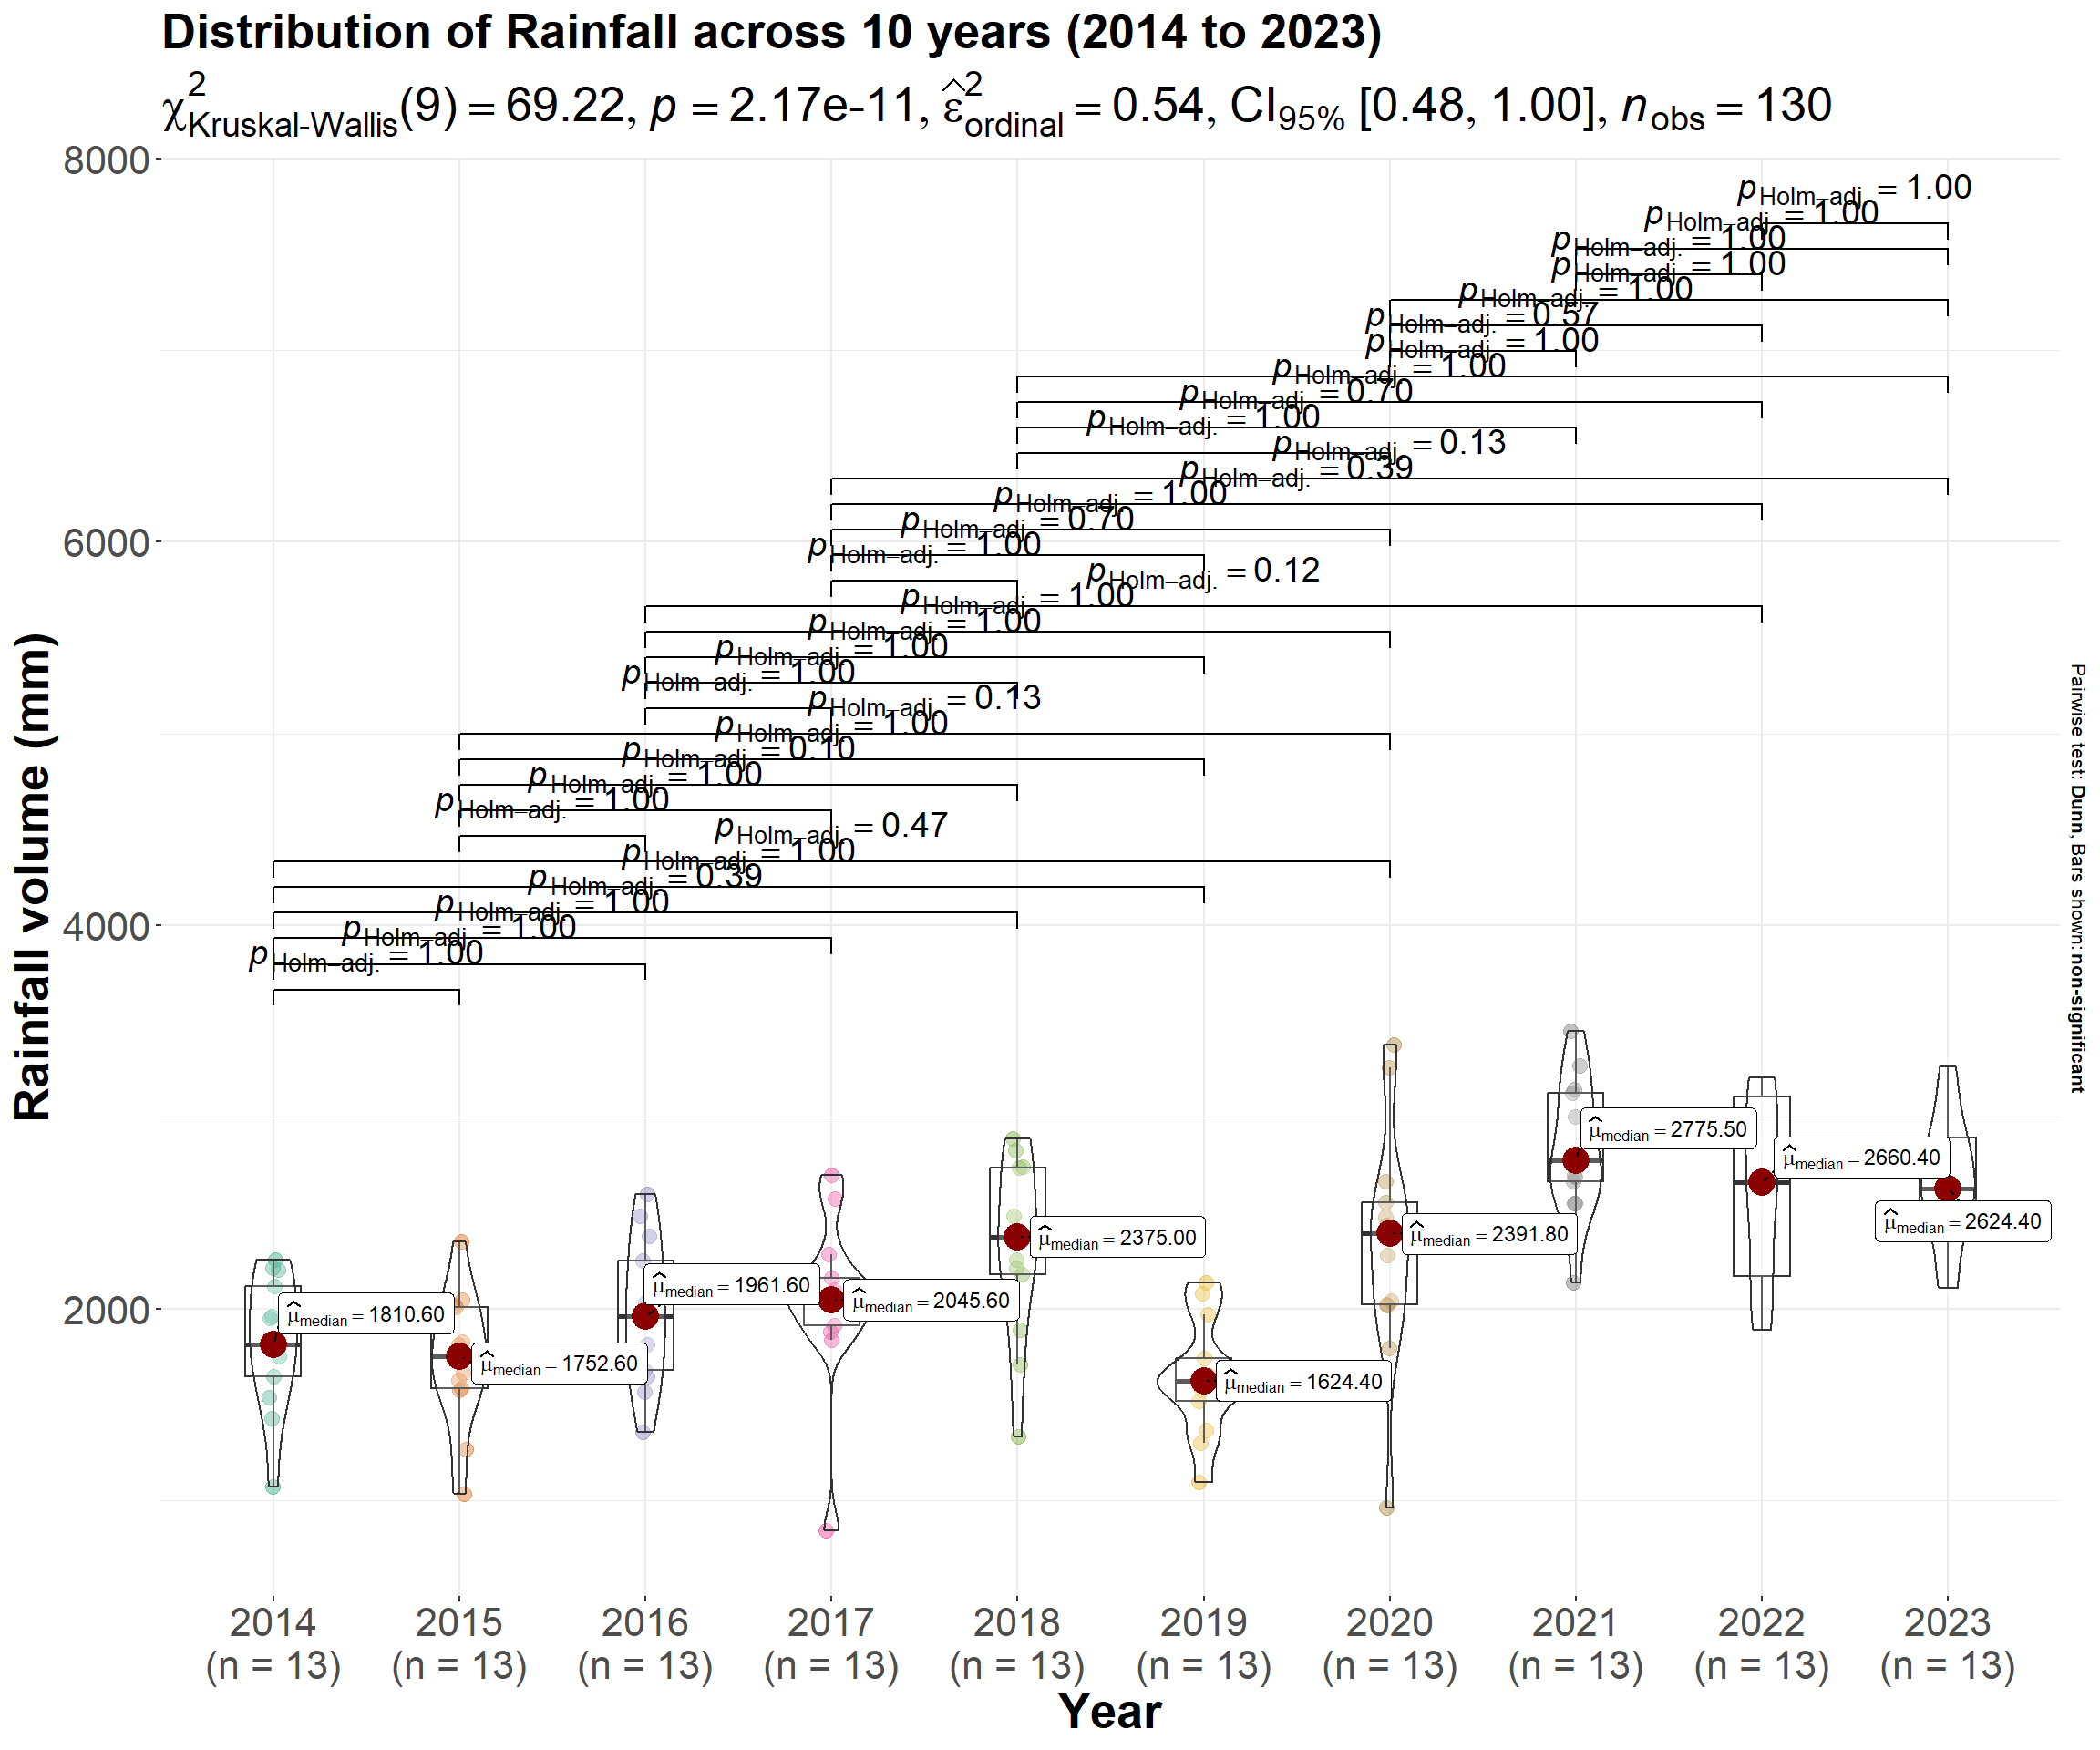 Distribution of Rainfall across 10 years (2014 to 2023)
χ²Kruskal-Wallis(9) = 69.22, p = 2.17e-11, ε̂²ordinal = 0.54, CI95% [0.48, 1.00], nobs = 130
8000
6000
4000
2000
Rainfall volume (mm)
pHolm–adj. = 1.00
pHolm–adj. = 1.00
pHolm–adj. = 1.00
pHolm–adj. = 1.00
pHolm–adj. = 1.00
pHolm–adj. = 0.57
pHolm–adj. = 1.00
pHolm–adj. = 1.00
pHolm–adj. = 0.70
pHolm–adj. = 1.00
pHolm–adj. = 0.13
pHolm–adj. = 0.39
pHolm–adj. = 1.00
pHolm–adj. = 0.70
pHolm–adj. = 1.00
pHolm–adj. = 0.12
pHolm–adj. = 1.00
pHolm–adj. = 1.00
pHolm–adj. = 1.00
pHolm–adj. = 1.00
pHolm–adj. = 0.13
pHolm–adj. = 1.00
pHolm–adj. = 0.10
pHolm–adj. = 1.00
pHolm–adj. = 1.00
pHolm–adj. = 0.47
pHolm–adj. = 1.00
pHolm–adj. = 0.39
pHolm–adj. = 1.00
pHolm–adj. = 1.00
pHolm–adj. = 1.00
μ̂median = 1810.60
μ̂median = 1752.60
μ̂median = 1961.60
μ̂median = 2045.60
μ̂median = 2375.00
μ̂median = 1624.40
μ̂median = 2391.80
μ̂median = 2775.50
μ̂median = 2660.40
μ̂median = 2624.40
Pairwise test: Dunn, Bars shown: non-significant
2014 2015 2016 2017 2018 2019 2020 2021 2022 2023
(n = 13) (n = 13) (n = 13) (n = 13) (n = 13) (n = 13) (n = 13) (n = 13) (n = 13) (n = 13)
Year